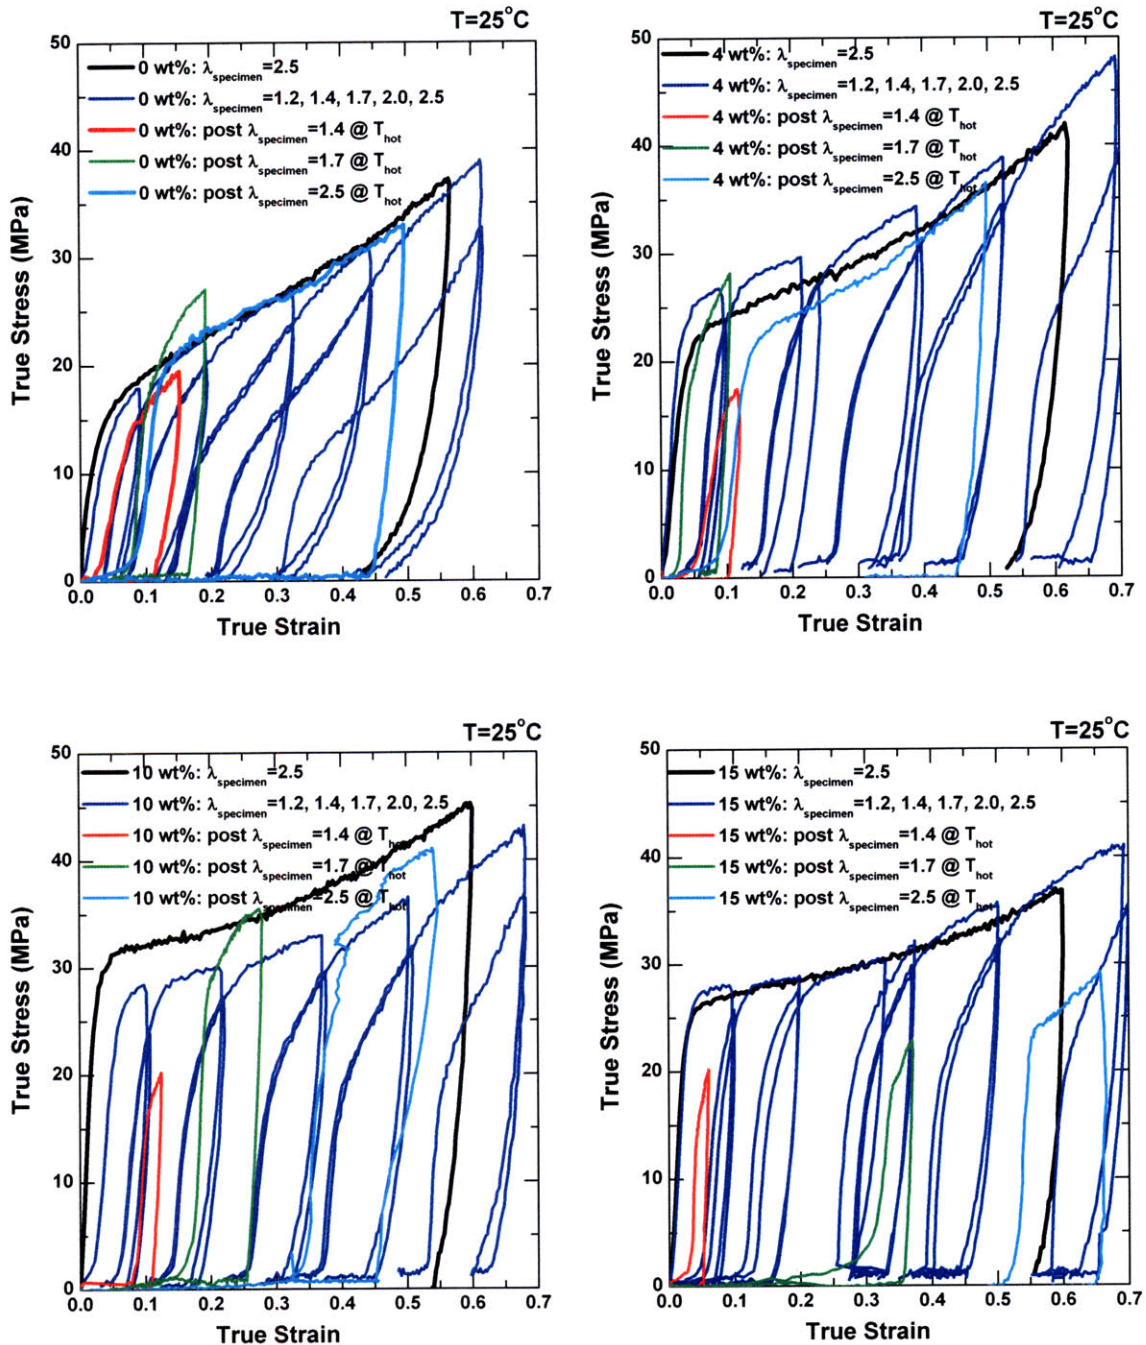 T=25°C
50
40
30
20
10
0
True Stress (MPa)
0 wt%: λspecimen=2.5
0 wt%: λspecimen=1.2, 1.4, 1.7, 2.0, 2.5
0 wt%: post λspecimen=1.4 @ Thot
0 wt%: post λspecimen=1.7 @ Thot
0 wt%: post λspecimen=2.5 @ Thot
0.0 0.1 0.2 0.3 0.4 0.5 0.6 0.7
True Strain
T=25°C
50
40
30
20
10
0
True Stress (MPa)
4 wt%: λspecimen=2.5
4 wt%: λspecimen=1.2, 1.4, 1.7, 2.0, 2.5
4 wt%: post λspecimen=1.4 @ Thot
4 wt%: post λspecimen=1.7 @ Thot
4 wt%: post λspecimen=2.5 @ Thot
0.0 0.1 0.2 0.3 0.4 0.5 0.6 0.7
True Strain
T=25°C
50
40
30
20
10
0
True Stress (MPa)
10 wt%: λspecimen=2.5
10 wt%: λspecimen=1.2, 1.4, 1.7, 2.0, 2.5
10 wt%: post λspecimen=1.4 @ Thot
10 wt%: post λspecimen=1.7 @ Thot
10 wt%: post λspecimen=2.5 @ Thot
0.0 0.1 0.2 0.3 0.4 0.5 0.6 0.7
True Strain
T=25°C
50
40
30
20
10
0
True Stress (MPa)
15 wt%: λspecimen=2.5
15 wt%: λspecimen=1.2, 1.4, 1.7, 2.0, 2.5
15 wt%: post λspecimen=1.4 @ Thot
15 wt%: post λspecimen=1.7 @ Thot
15 wt%: post λspecimen=2.5 @ Thot
0.0 0.1 0.2 0.3 0.4 0.5 0.6 0.7
True Strain